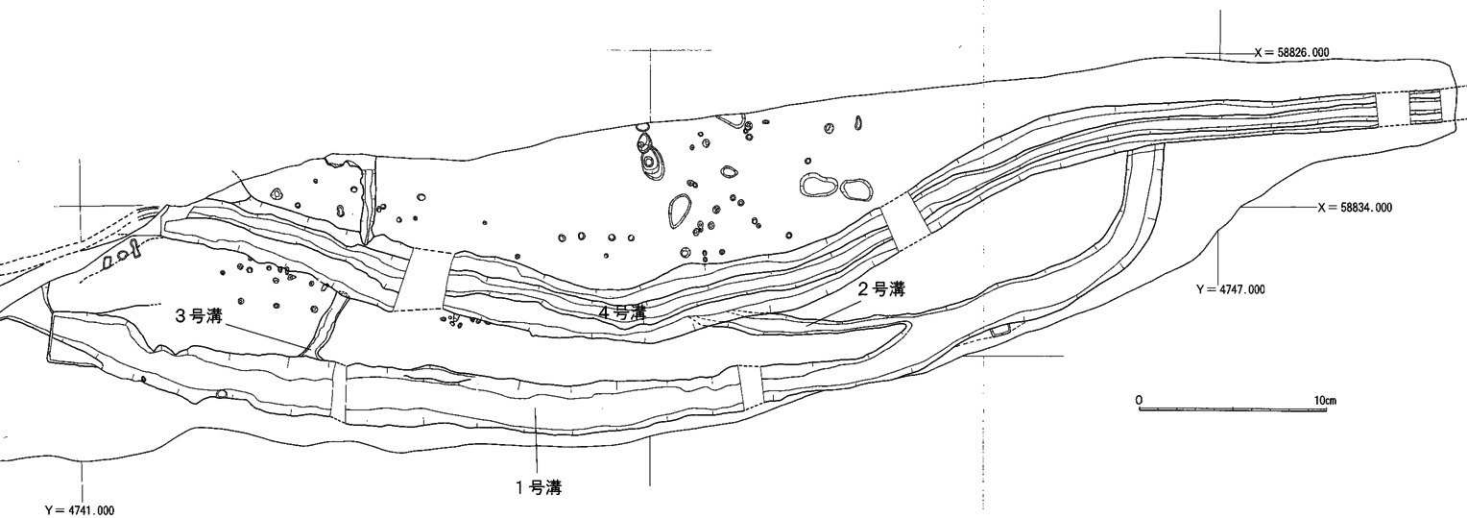 X = 58826.000
X = 58834.000
Y = 4747.000
2号溝
4号溝
3号溝
0 10cm
1号溝
Y = 4741.000